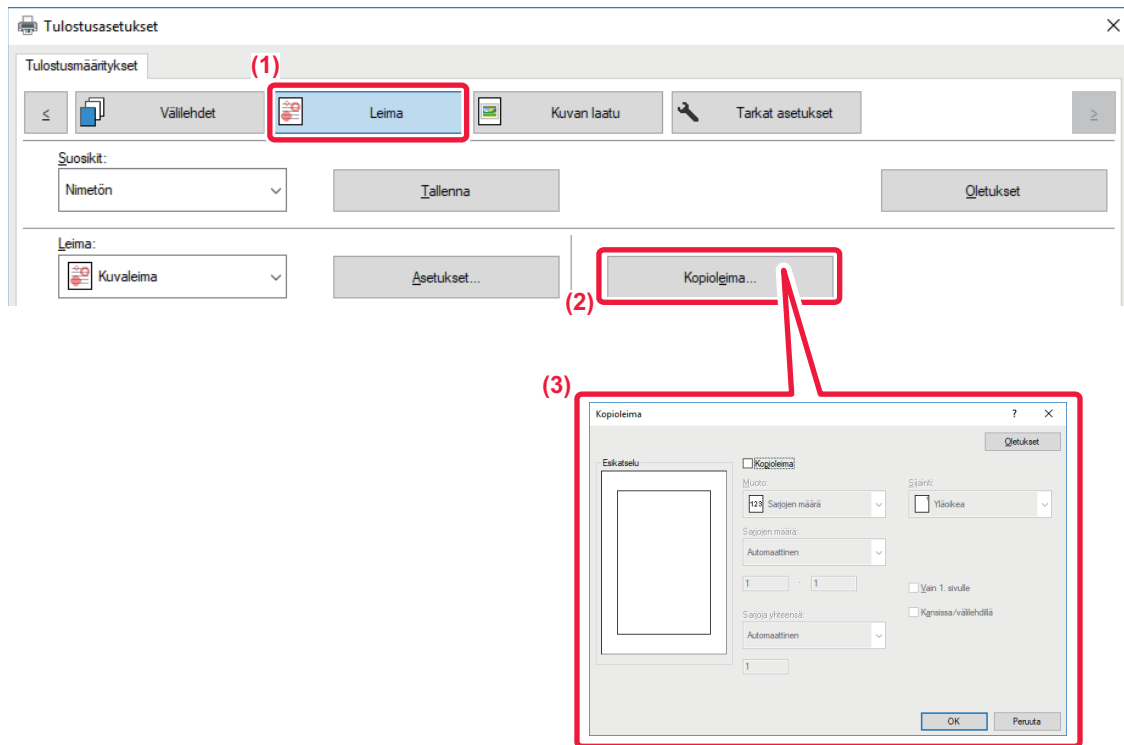 Tulostusasetukset
Tulostusmääritykset
(1)
≤ Välilehdet Leima Kuvan laatu Tarkat asetukset ≥
Suosikit:
Nimetön Tallenna Oletukset
Leima:
Kuvaleima Asetukset... Kopioleima...
(2)
(3)
Kopioleima ?
Oletukset
Esikatselu Kopioleima
Muoto: Sijainti:
123 Sarjojen määrä Yläoikea
Sarjojen määrä:
Automaattinen
1 - 1 Vain 1. sivulle
Sarjoja yhteensä: Kansissa/välilehdillä
Automaattinen
1
OK Peruuta